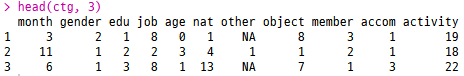 > head(ctg, 3)
month gender edu job age nat other object member accom activity
1 3 2 1 8 0 1 NA 8 3 1 19
2 11 1 2 2 3 4 1 1 2 1 18
3 6 1 3 8 1 13 NA 7 1 3 22